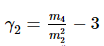 γ₂ = m₄/m₂² − 3